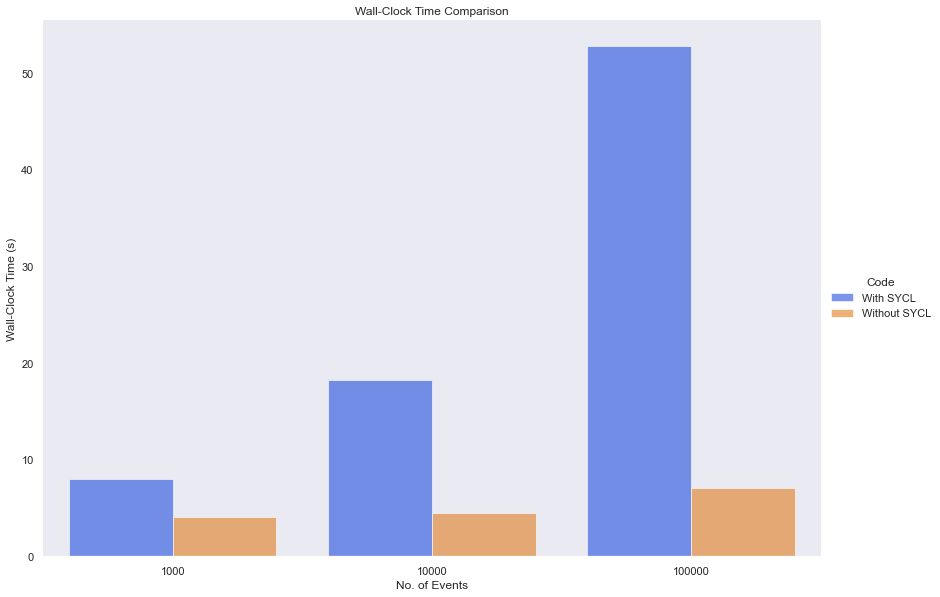 Wall-Clock Time Comparison
50
40
30
20
10
0
Wall-Clock Time (s)
1000
10000
100000
No. of Events
Code
With SYCL
Without SYCL